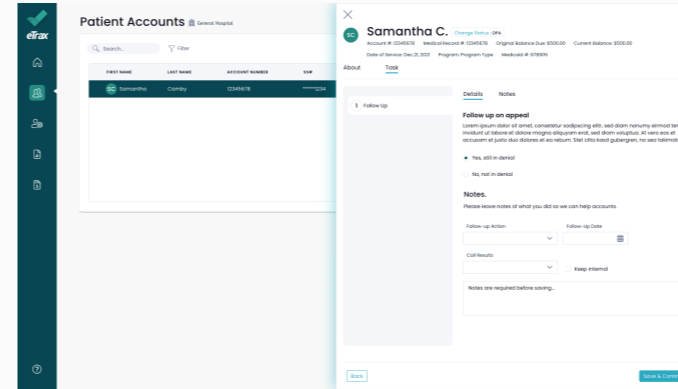 eTrax
Patient Accounts General Hospital
Search...
Filter
FIRST NAME LAST NAME ACCOUNT NUMBER SS#
SC Samantha Comby 12345678 *****1234
SC Samantha C. Change Status : DFA
Account #: 12345678 Medical Record #: 12345678 Original Balance Due: $500.00 Current Balance: $500.00
Date of Service: Dec.21, 2021 Program: Program Type Medicaid #: 678905
About Task
1 Follow Up
Details Notes
Follow up on appeal
Lorem ipsum dolor sit amet, consetetur sadipscing elitr, sed diam nonumy eirmod ter
invidunt ut labore et dolore magna aliquyam erat, sed diam voluptua. At vero eos et
accusam et justo duo dolores et ea rebum. Stet clita kasd gubergren, no sea takimat
Yes, still in denial
No, not in denial
Notes.
Please leave notes of what you did so we can help accounts.
Follow-up Action Follow-Up Date
Call Results
Keep Internal
Notes are required before saving...
Back
Save & Contin